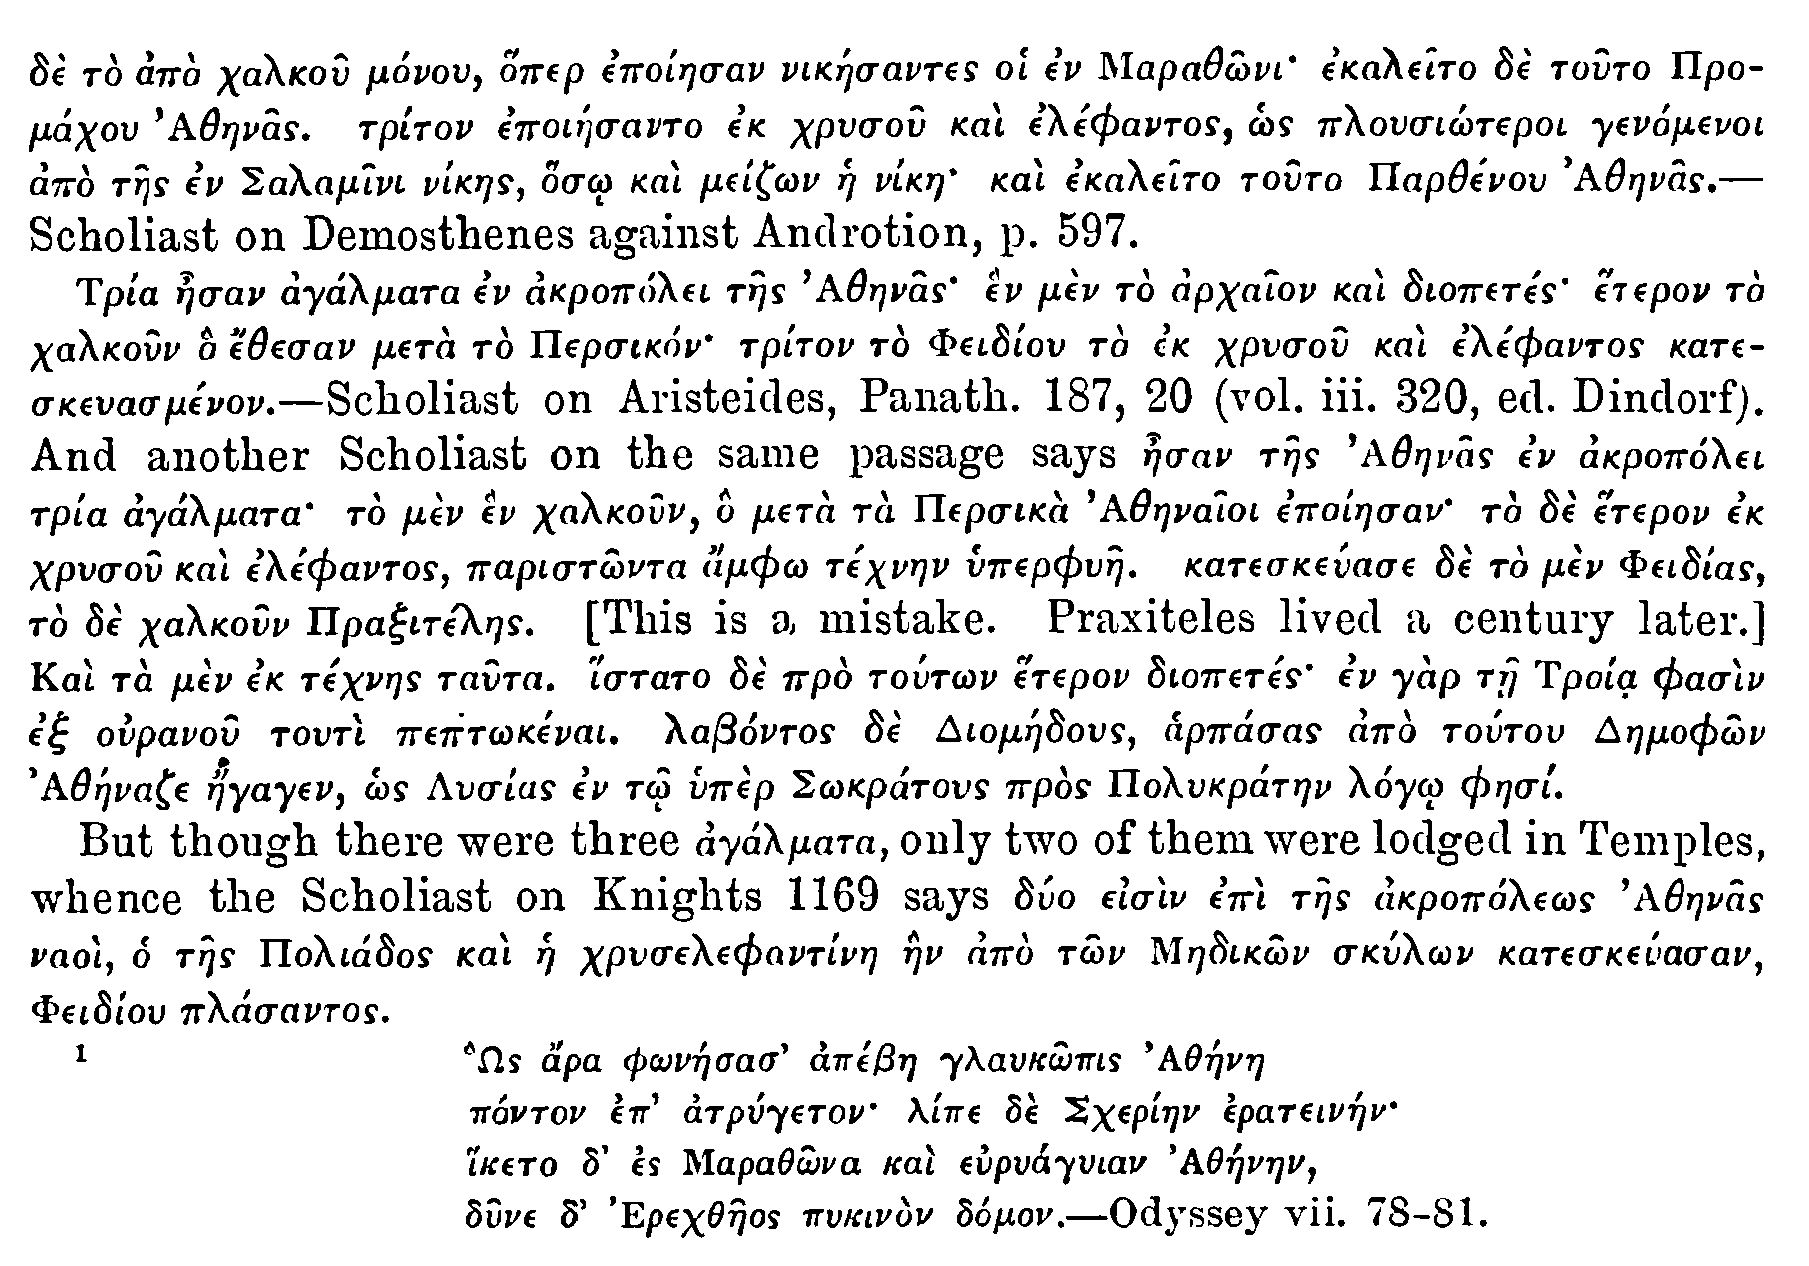 δὲ τὸ ἀπὸ χαλκοῦ μόνου, ὅπερ ἐποίησαν νικήσαντες οἱ ἐν Μαραθῶνι· ἐκαλεῖτο δὲ τοῦτο Προ-
μάχου Ἀθηνᾶς. τρίτον ἐποιήσαντο ἐκ χρυσοῦ καὶ ἐλέφαντος, ὡς πλουσιώτεροι γενόμενοι
ἀπὸ τῆς ἐν Σαλαμῖνι νίκης, ὅσῳ καὶ μείζων ἡ νίκη· καὶ ἐκαλεῖτο τοῦτο Παρθένου Ἀθηνᾶς.—
Scholiast on Demosthenes against Androtion, p. 597.
Τρία ἦσαν ἀγάλματα ἐν ἀκροπόλει τῆς Ἀθηνᾶς· ἓν μὲν τὸ ἀρχαῖον καὶ διοπετές· ἕτερον τὸ
χαλκοῦν ὃ ἔθεσαν μετὰ τὸ Περσικόν· τρίτον τὸ Φειδίου τὸ ἐκ χρυσοῦ καὶ ἐλέφαντος κατε-
σκευασμένον.—Scholiast on Aristeides, Panath. 187, 20 (vol. iii. 320, ed. Dindorf).
And another Scholiast on the same passage says ἦσαν τῆς Ἀθηνᾶς ἐν ἀκροπόλει
τρία ἀγάλματα· τὸ μὲν ἓν χαλκοῦν, ὃ μετὰ τὰ Περσικὰ Ἀθηναῖοι ἐποίησαν· τὸ δὲ ἕτερον ἐκ
χρυσοῦ καὶ ἐλέφαντος, παριστῶντα ἄμφω τέχνην ὑπερφυῆ. κατεσκεύασε δὲ τὸ μὲν Φειδίας,
τὸ δὲ χαλκοῦν Πραξιτέλης. [This is a mistake. Praxiteles lived a century later.]
Καὶ τὰ μὲν ἐκ τέχνης ταῦτα. ἵστατο δὲ πρὸ τούτων ἕτερον διοπετές· ἐν γὰρ τῇ Τροίᾳ φασὶν
ἐξ οὐρανοῦ τουτὶ πεπτωκέναι. λαβόντος δὲ Διομήδους, ἁρπάσας ἀπὸ τούτου Δημοφῶν
Ἀθήναζε ἤγαγεν, ὡς Λυσίας ἐν τῷ ὑπὲρ Σωκράτους πρὸς Πολυκράτην λόγῳ φησί.
But though there were three ἀγάλματα, only two of them were lodged in Temples,
whence the Scholiast on Knights 1169 says δύο εἰσὶν ἐπὶ τῆς ἀκροπόλεως Ἀθηνᾶς
ναοὶ, ὁ τῆς Πολιάδος καὶ ἡ χρυσελεφαντίνη ἣν ἀπὸ τῶν Μηδικῶν σκύλων κατεσκεύασαν,
Φειδίου πλάσαντος.
1 Ὣς ἄρα φωνήσασ’ ἀπέβη γλαυκῶπις Ἀθήνη
πόντον ἐπ’ ἀτρύγετον· λίπε δὲ Σχερίην ἐρατεινήν·
ἵκετο δ’ ἐς Μαραθῶνα καὶ εὐρυάγυιαν Ἀθήνην,
δῦνε δ’ Ἐρεχθῆος πυκινὸν δόμον.—Odyssey vii. 78-81.